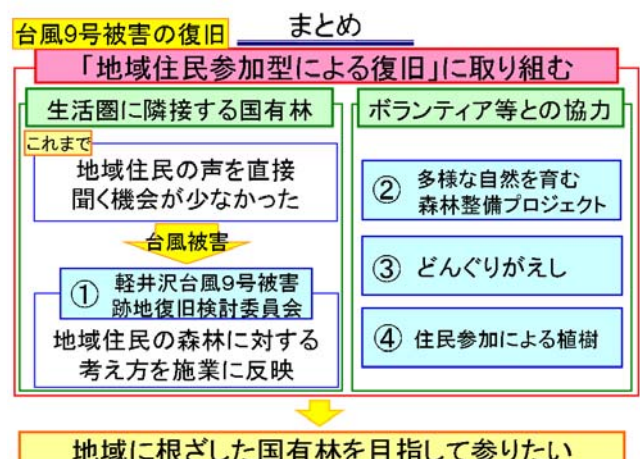 まとめ
台風9号被害の復旧
「地域住民参加型による復旧」に取り組む
生活圏に隣接する国有林
これまで
地域住民の声を直接
聞く機会が少なかった
台風被害
① 軽井沢台風9号被害
跡地復旧検討委員会
地域住民の森林に対する
考え方を施業に反映
ボランティア等との協力
② 多様な自然を育む
森林整備プロジェクト
③ どんぐりがえし
④ 住民参加による植樹
地域に根ざした国有林を目指して参りたい